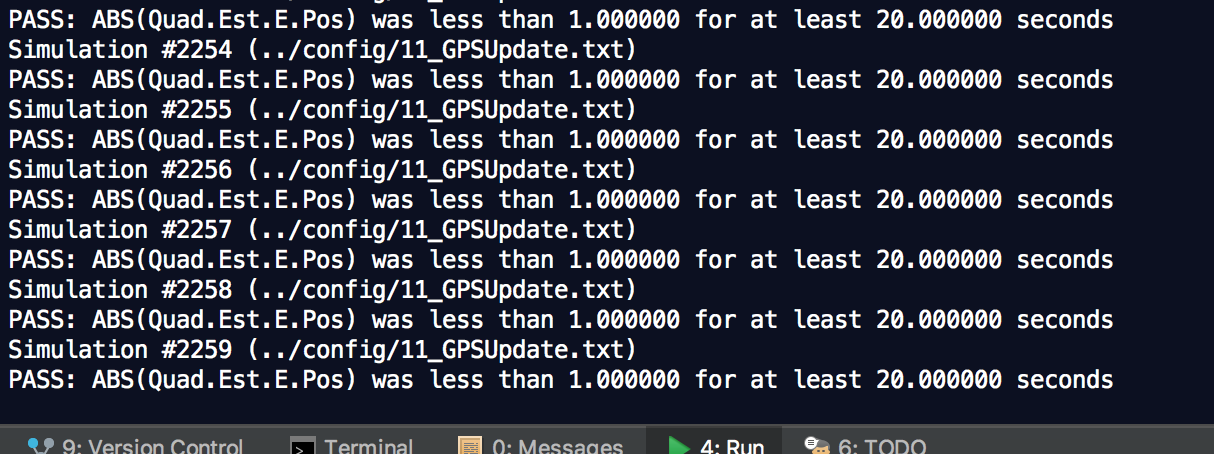 PASS: ABS(Quad.Est.E.Pos) was less than 1.000000 for at least 20.000000 seconds
Simulation #2254 (../config/11_GPSUpdate.txt)
PASS: ABS(Quad.Est.E.Pos) was less than 1.000000 for at least 20.000000 seconds
Simulation #2255 (../config/11_GPSUpdate.txt)
PASS: ABS(Quad.Est.E.Pos) was less than 1.000000 for at least 20.000000 seconds
Simulation #2256 (../config/11_GPSUpdate.txt)
PASS: ABS(Quad.Est.E.Pos) was less than 1.000000 for at least 20.000000 seconds
Simulation #2257 (../config/11_GPSUpdate.txt)
PASS: ABS(Quad.Est.E.Pos) was less than 1.000000 for at least 20.000000 seconds
Simulation #2258 (../config/11_GPSUpdate.txt)
PASS: ABS(Quad.Est.E.Pos) was less than 1.000000 for at least 20.000000 seconds
Simulation #2259 (../config/11_GPSUpdate.txt)
PASS: ABS(Quad.Est.E.Pos) was less than 1.000000 for at least 20.000000 seconds
9: Version Control Terminal 0: Messages 4: Run 6: TODO